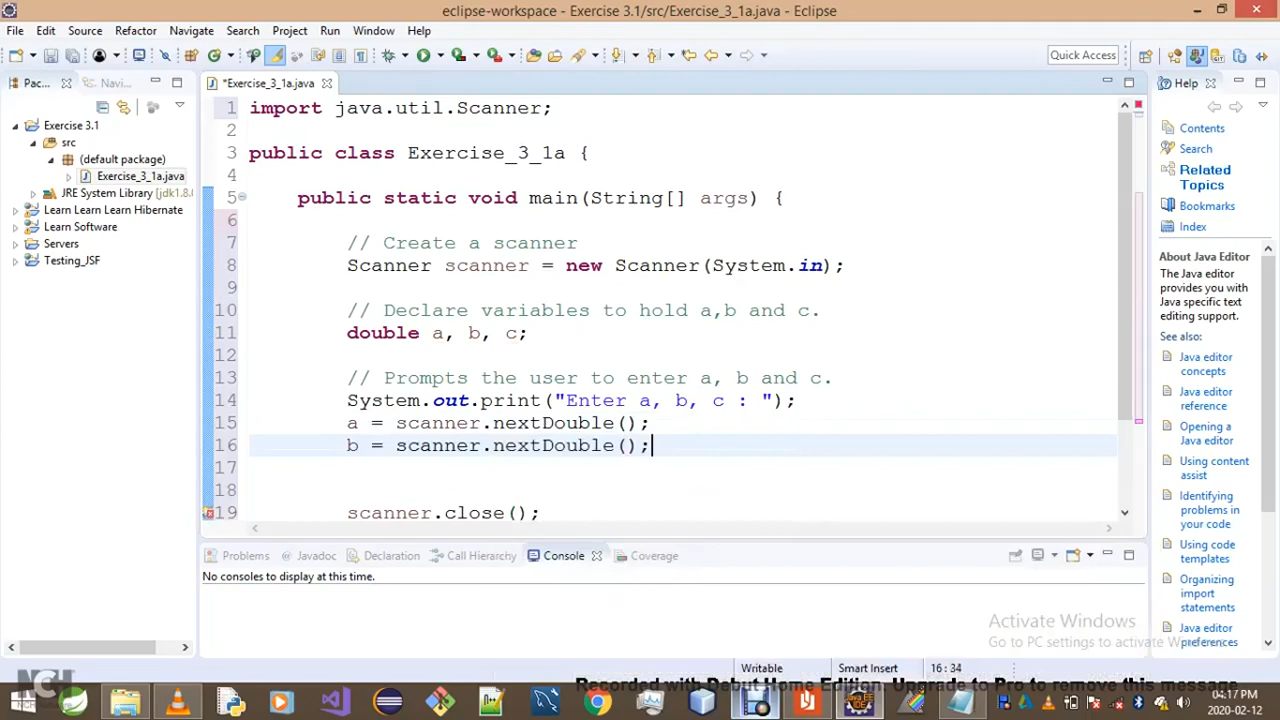 eclipse-workspace - Exercise 3.1/src/Exercise_3_1a.java - Eclipse
File Edit Source Refactor Navigate Search Project Run Window Help
Quick Access
Pac...
Navi...
*Exercise_3_1a.java
Help
Exercise 3.1
src
(default package)
Exercise_3_1a.java
JRE System Library [jdk1.8.0
Learn Learn Learn Hibernate
Learn Software
Servers
Testing_JSF
1 import java.util.Scanner;
2
3 public class Exercise_3_1a {
4
5 public static void main(String[] args) {
6
7 // Create a scanner
8 Scanner scanner = new Scanner(System.in);
9
10 // Declare variables to hold a,b and c.
11 double a, b, c;
12
13 // Prompts the user to enter a, b and c.
14 System.out.print("Enter a, b, c : ");
15 a = scanner.nextDouble();
16 b = scanner.nextDouble();
17
18
19 scanner.close();
Contents
Search
Related
Topics
Bookmarks
Index
About Java Editor
The Java editor
provides you with
Java specific text
editing support.
See also:
Java editor
concepts
Java editor
reference
Opening a
Java editor
Using content
assist
Identifying
problems in
your code
Using code
templates
Organizing
import
statements
Java editor
preferences
Problems Javadoc Declaration Call Hierarchy Console Coverage
No consoles to display at this time.
Activate Windows
Go to PC settings to activate Windows.
Writable Smart Insert 16 : 34
NCH
Recorded with Debut Home Edition. Upgrade to Pro to remove this message
04:17 PM
2020-02-12